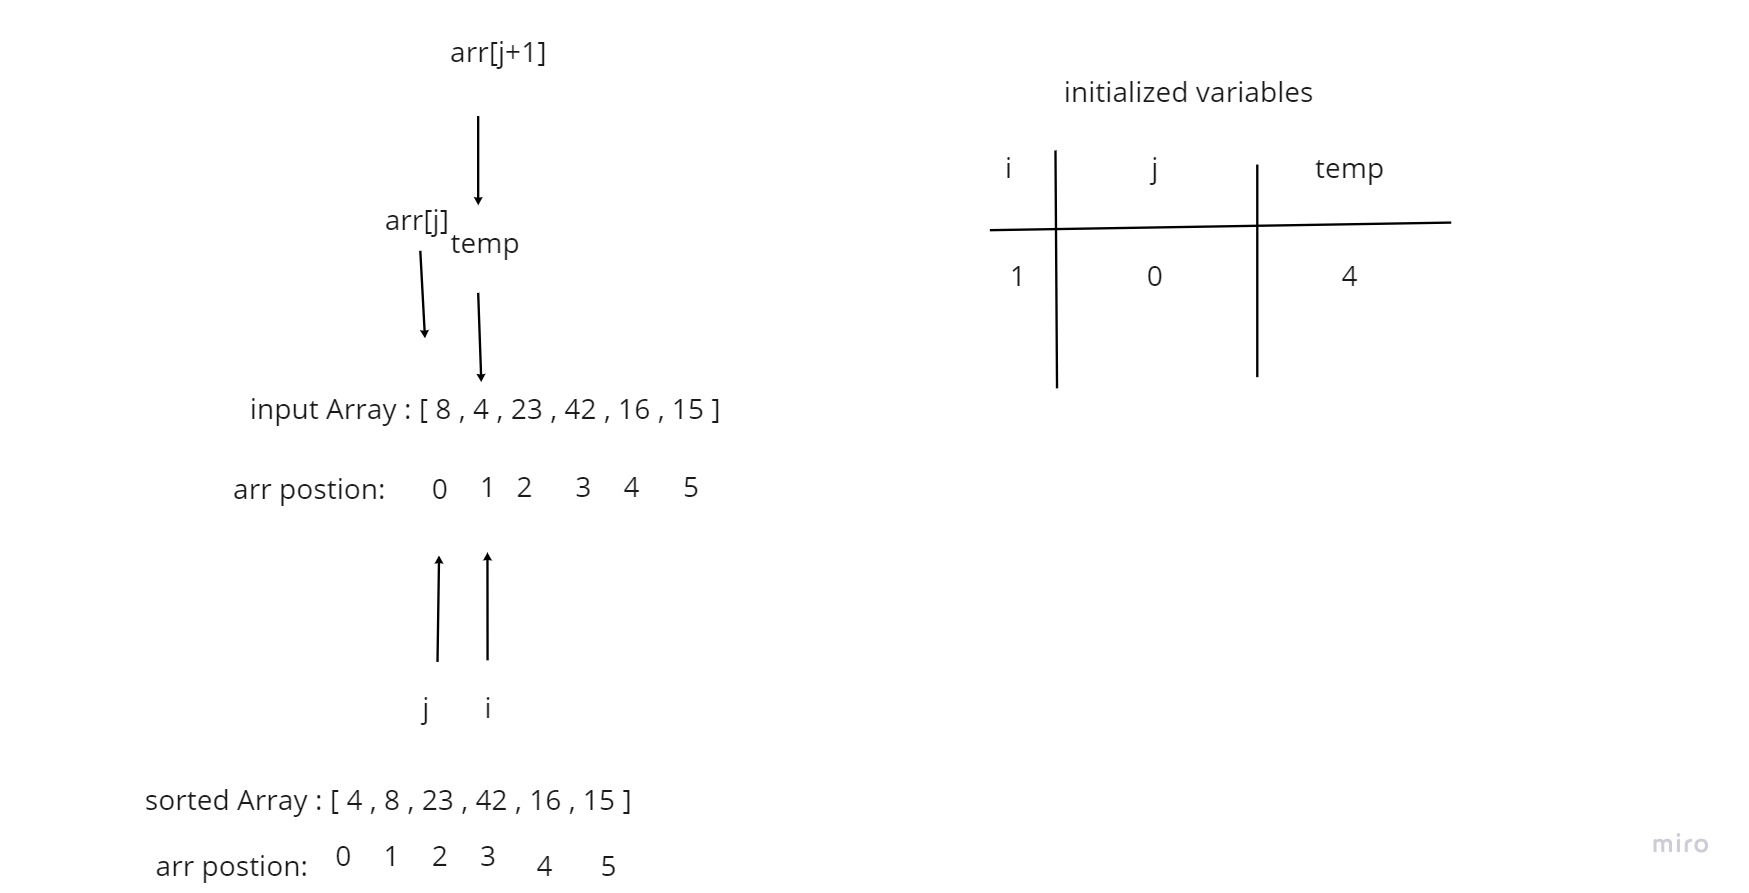 arr[j+1]
initialized variables
i j temp
arr[j]
temp
1 0 4
input Array : [ 8 , 4 , 23 , 42 , 16 , 15 ]
arr postion: 0 1 2 3 4 5
j i
sorted Array : [ 4 , 8 , 23 , 42 , 16 , 15 ]
arr postion: 0 1 2 3 4 5
miro